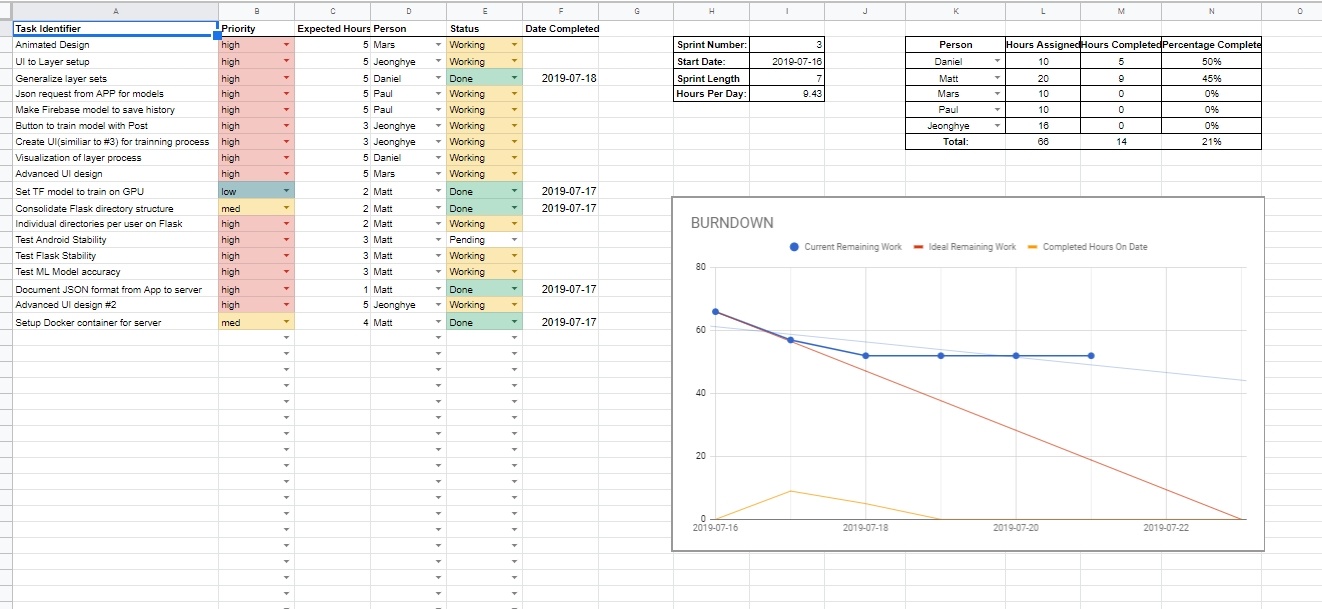 A B C D E F G H I J K L M N O
Task Identifier Priority Expected Hours Person Status Date Completed
Animated Design high 5 Mars Working
UI to Layer setup high 5 Jeonghye Working
Generalize layer sets high 5 Daniel Done 2019-07-18
Json request from APP for models high 5 Paul Working
Make Firebase model to save history high 5 Paul Working
Button to train model with Post high 3 Jeonghye Working
Create UI(similiar to #3) for trainning process high 3 Jeonghye Working
Visualization of layer process high 5 Daniel Working
Advanced UI design high 5 Mars Working
Set TF model to train on GPU low 2 Matt Done 2019-07-17
Consolidate Flask directory structure med 2 Matt Done 2019-07-17
Individual directories per user on Flask high 2 Matt Working
Test Android Stability high 3 Matt Pending
Test Flask Stability high 3 Matt Working
Test ML Model accuracy high 3 Matt Working
Document JSON format from App to server high 1 Matt Done 2019-07-17
Advanced UI design #2 high 5 Jeonghye Working
Setup Docker container for server med 4 Matt Done 2019-07-17
Sprint Number: 3
Start Date: 2019-07-16
Sprint Length 7
Hours Per Day: 9.43
Person Hours Assigned Hours Completed Percentage Complete
Daniel 10 5 50%
Matt 20 9 45%
Mars 10 0 0%
Paul 10 0 0%
Jeonghye 16 0 0%
Total: 66 14 21%
BURNDOWN
Current Remaining Work Ideal Remaining Work Completed Hours On Date
80
60
40
20
0
2019-07-16 2019-07-18 2019-07-20 2019-07-22